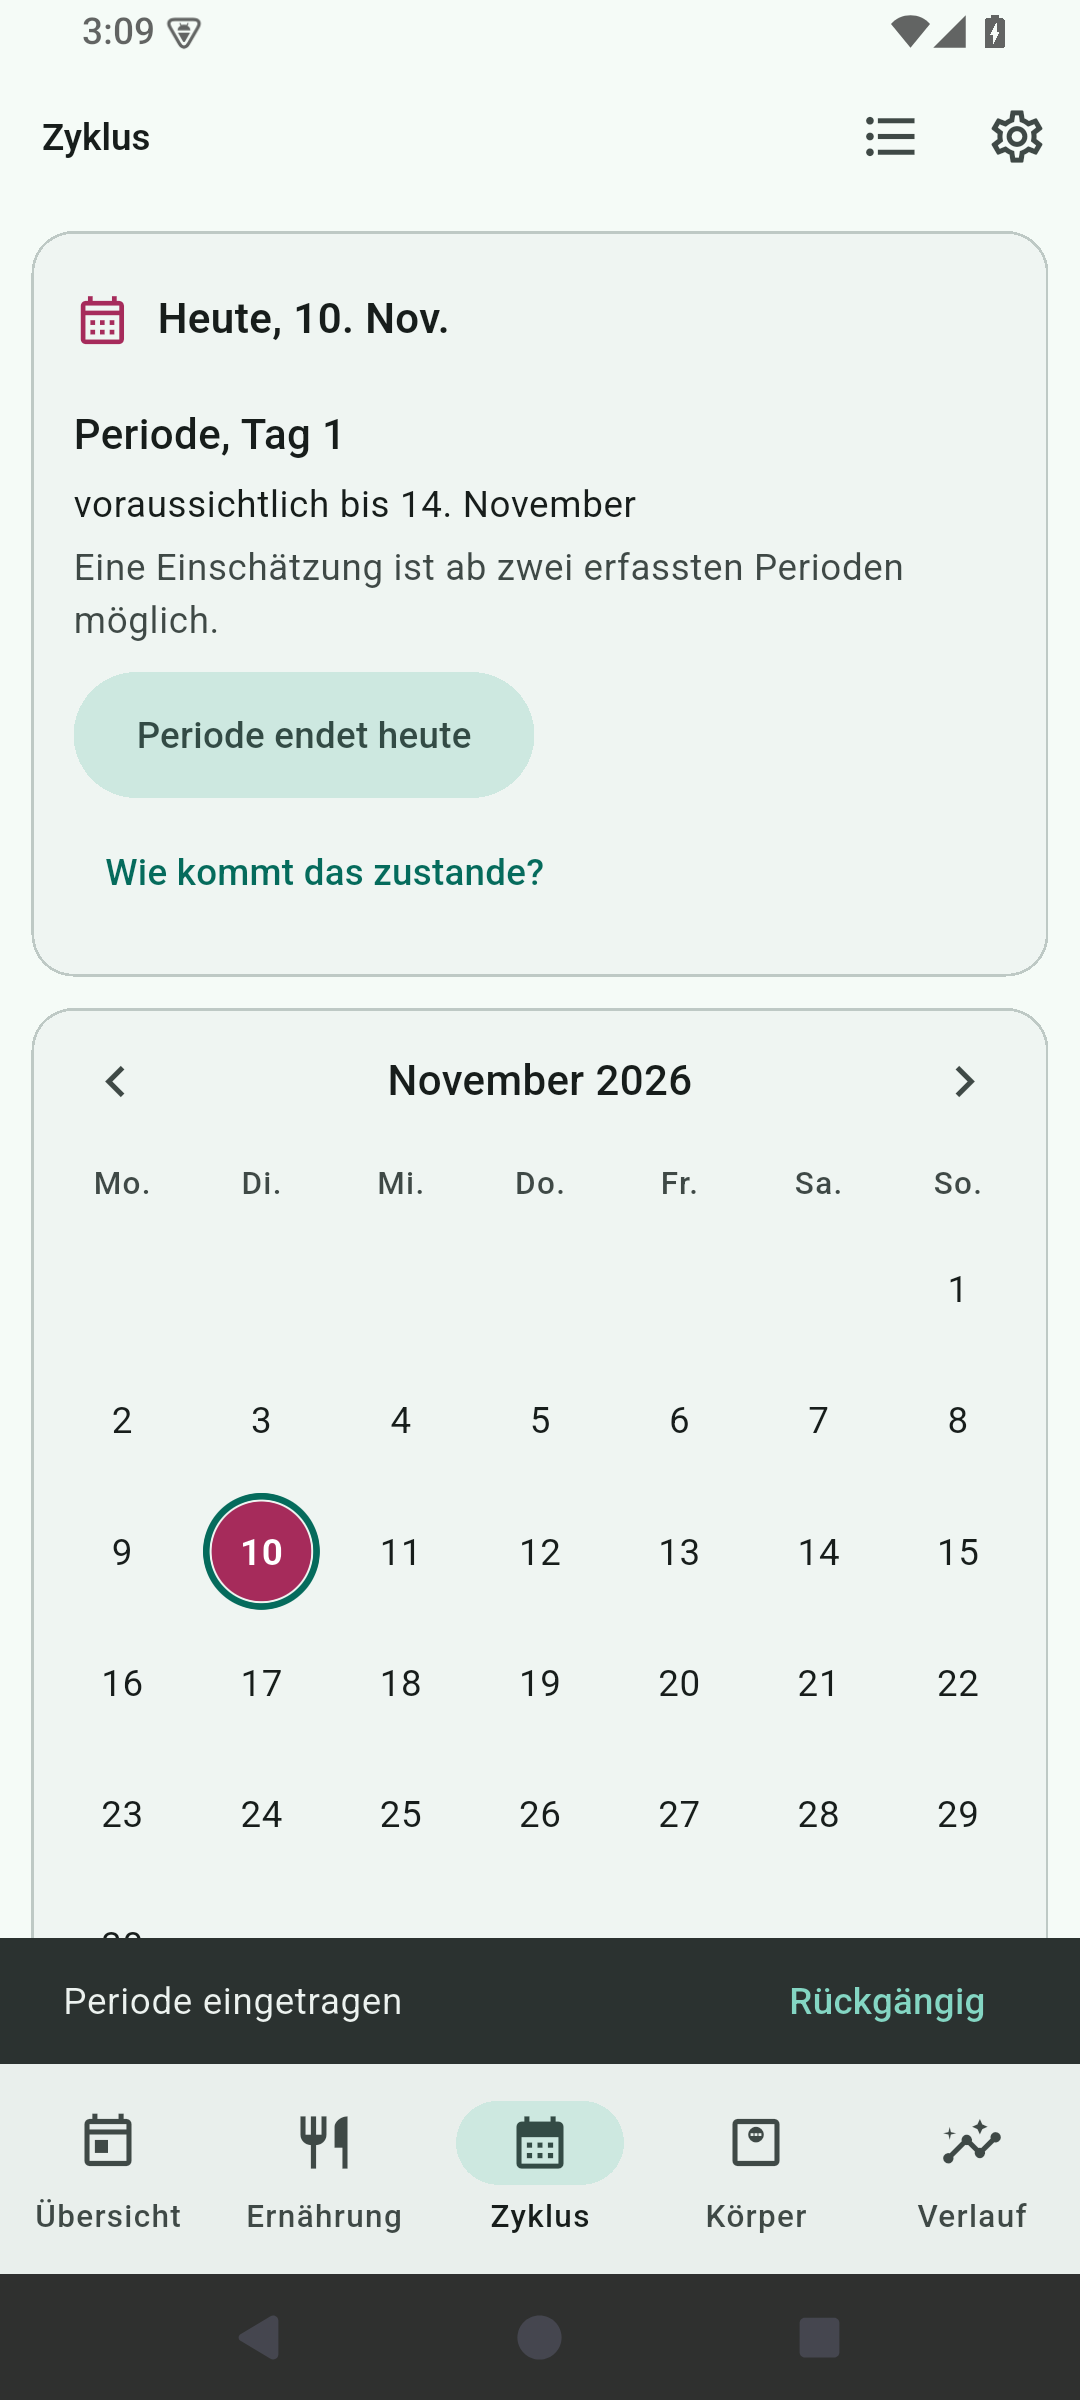 3:09
Zyklus
Heute, 10. Nov.
Periode, Tag 1
voraussichtlich bis 14. November
Eine Einschätzung ist ab zwei erfassten Perioden
möglich.
Periode endet heute
Wie kommt das zustande?
November 2026
Mo. Di. Mi. Do. Fr. Sa. So.
1
2 3 4 5 6 7 8
9 10 11 12 13 14 15
16 17 18 19 20 21 22
23 24 25 26 27 28 29
Periode eingetragen Rückgängig
Übersicht Ernährung Zyklus Körper Verlauf